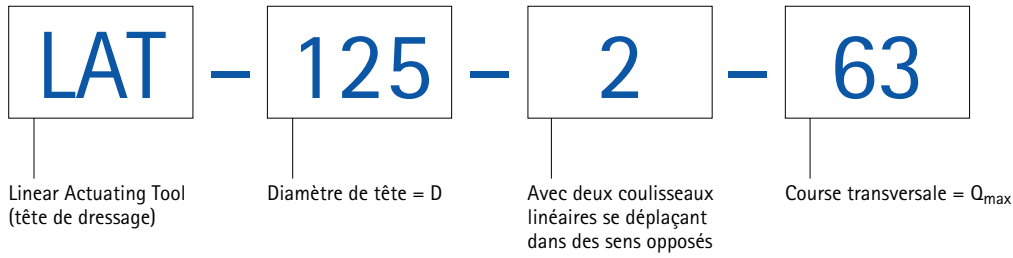 LAT – 125 – 2 – 63
Linear Actuating Tool
(tête de dressage)
Diamètre de tête = D
Avec deux coulisseaux
linéaires se déplaçant
dans des sens opposés
Course transversale = Qmax